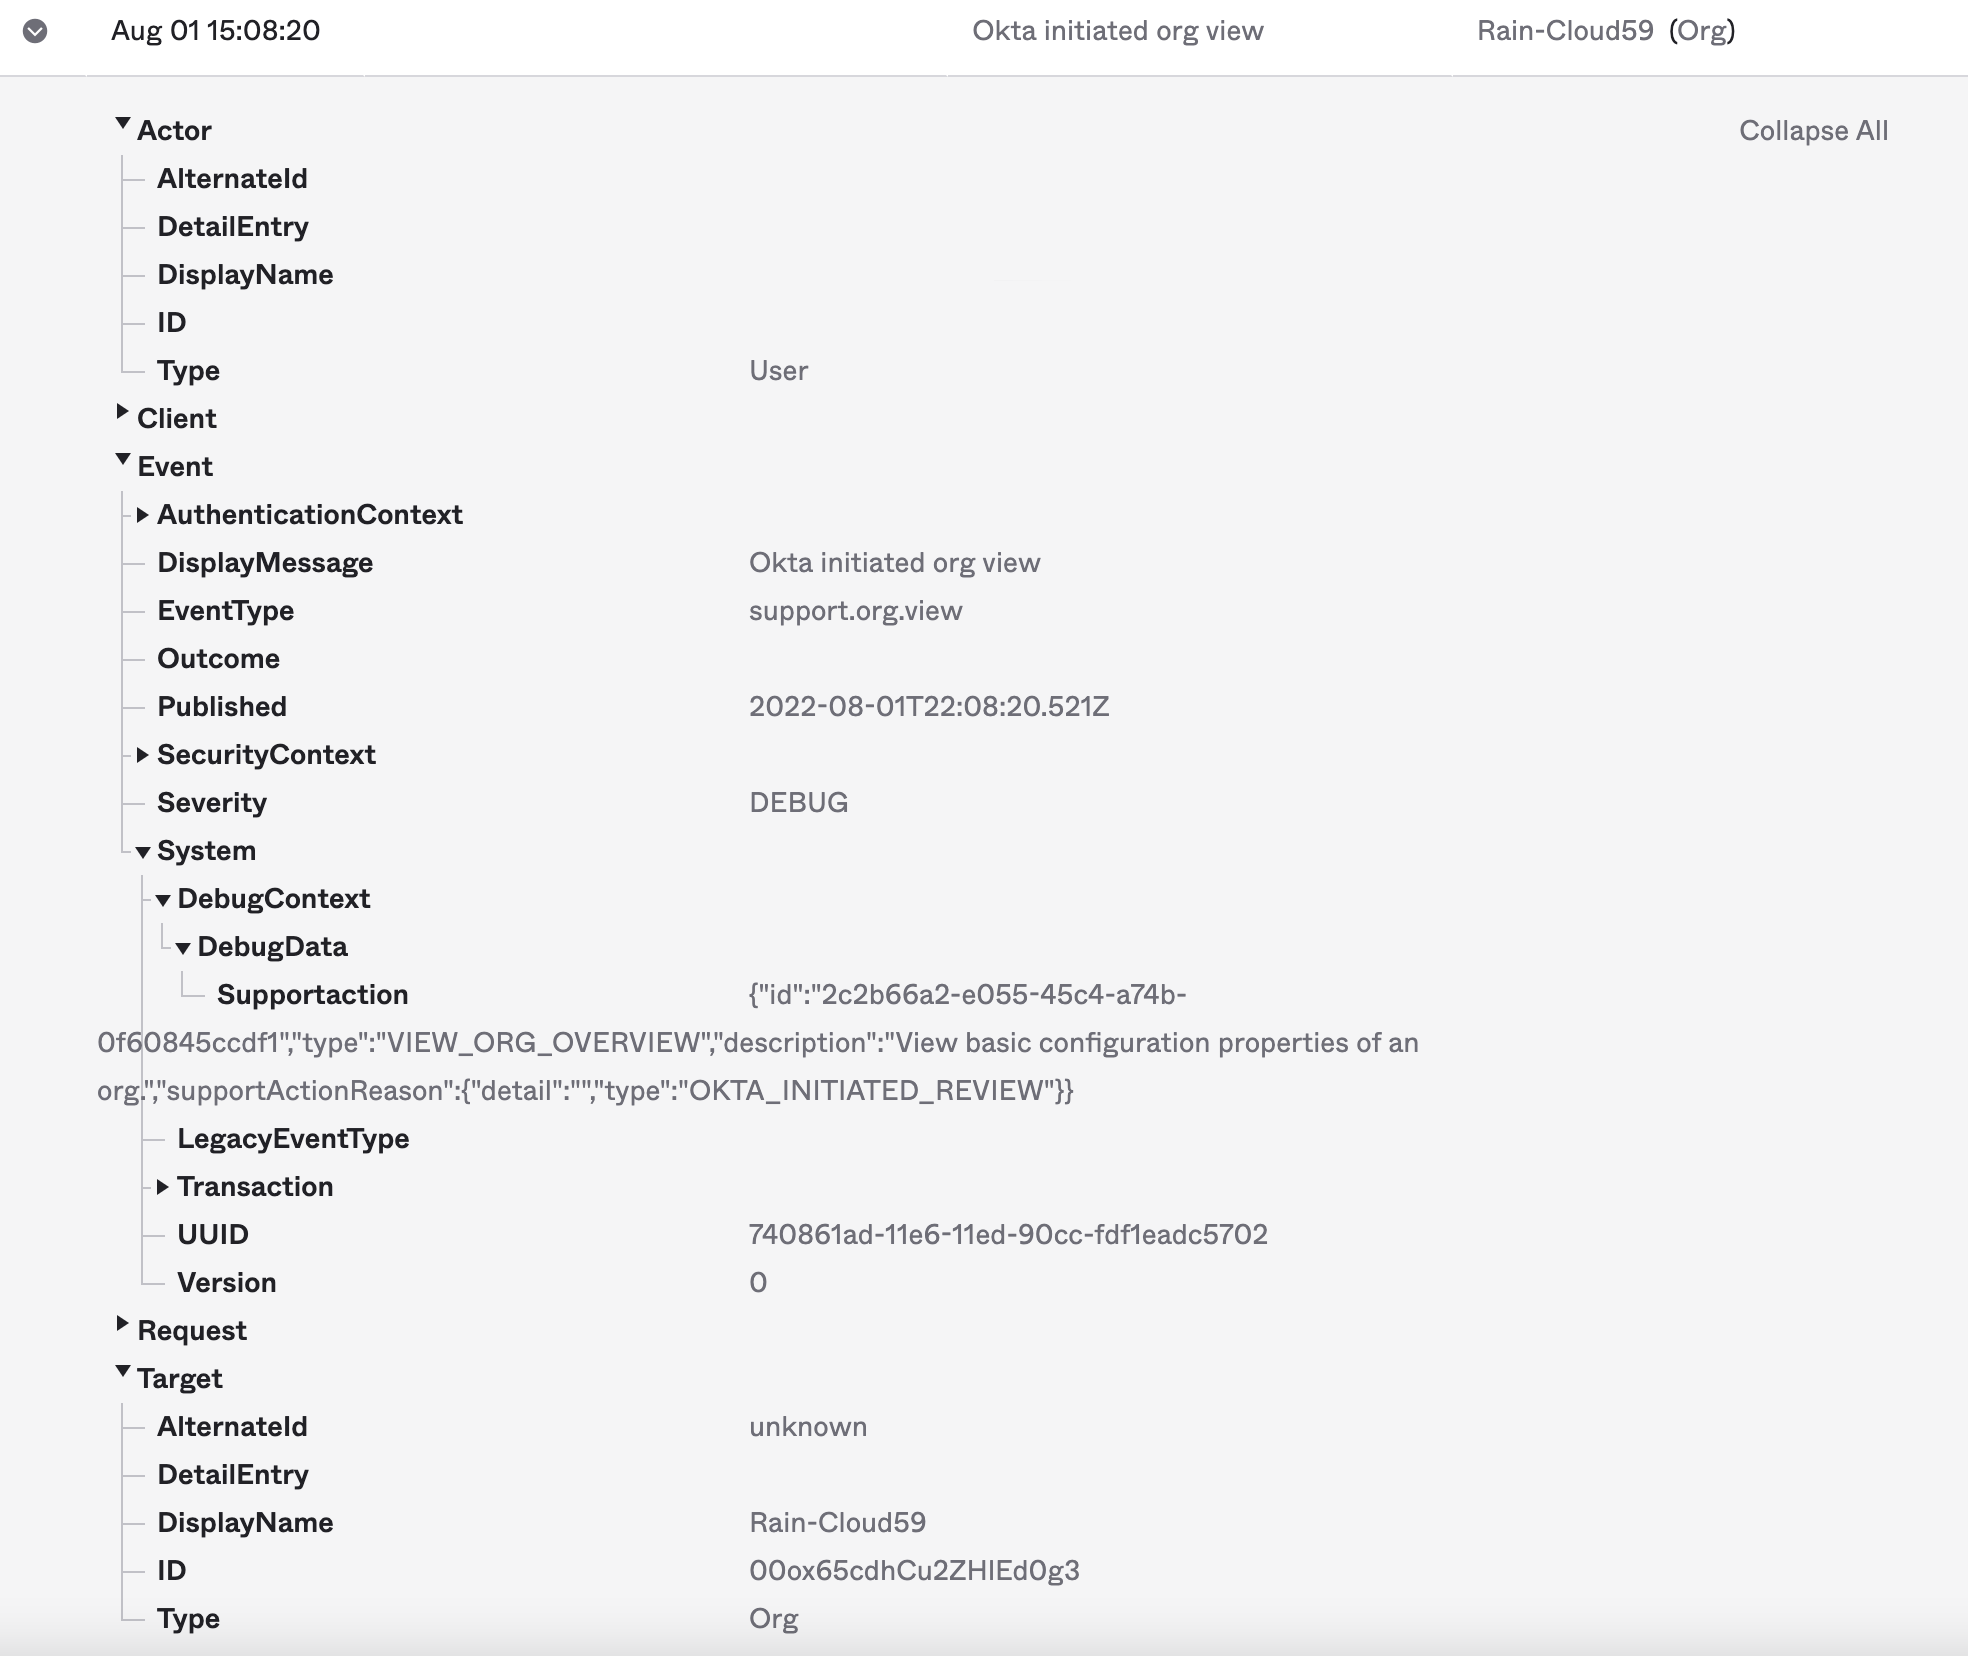 Aug 01 15:08:20 Okta initiated org view Rain-Cloud59 (Org)
Actor Collapse All
AlternateId
DetailEntry
DisplayName
ID
Type User
Client
Event
AuthenticationContext
DisplayMessage Okta initiated org view
EventType support.org.view
Outcome
Published 2022-08-01T22:08:20.521Z
SecurityContext
Severity DEBUG
System
DebugContext
DebugData
Supportaction {"id":"2c2b66a2-e055-45c4-a74b-
0f60845ccdf1","type":"VIEW_ORG_OVERVIEW","description":"View basic configuration properties of an
org.","supportActionReason":{"detail":"","type":"OKTA_INITIATED_REVIEW"}}
LegacyEventType
Transaction
UUID 740861ad-11e6-11ed-90cc-fdf1eadc5702
Version 0
Request
Target
AlternateId unknown
DetailEntry
DisplayName Rain-Cloud59
ID 00ox65cdhCu2ZHIEd0g3
Type Org